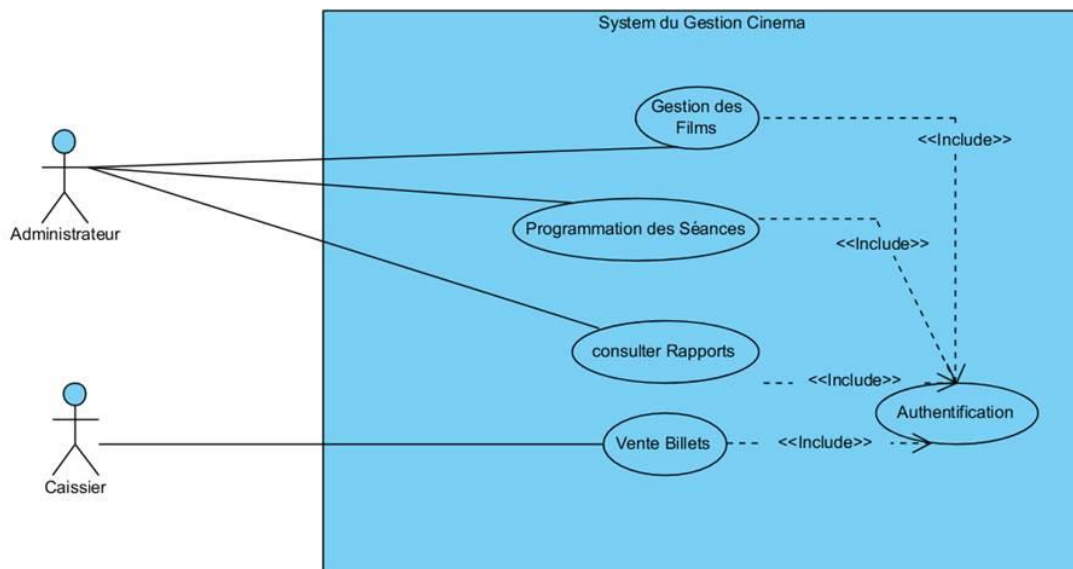 System du Gestion Cinema
Gestion des
Films
<<Include>>
Administrateur
Programmation des Séances
<<Include>>
consulter Rapports
<<Include>>
Authentification
Vente Billets
<<Include>>
Caissier